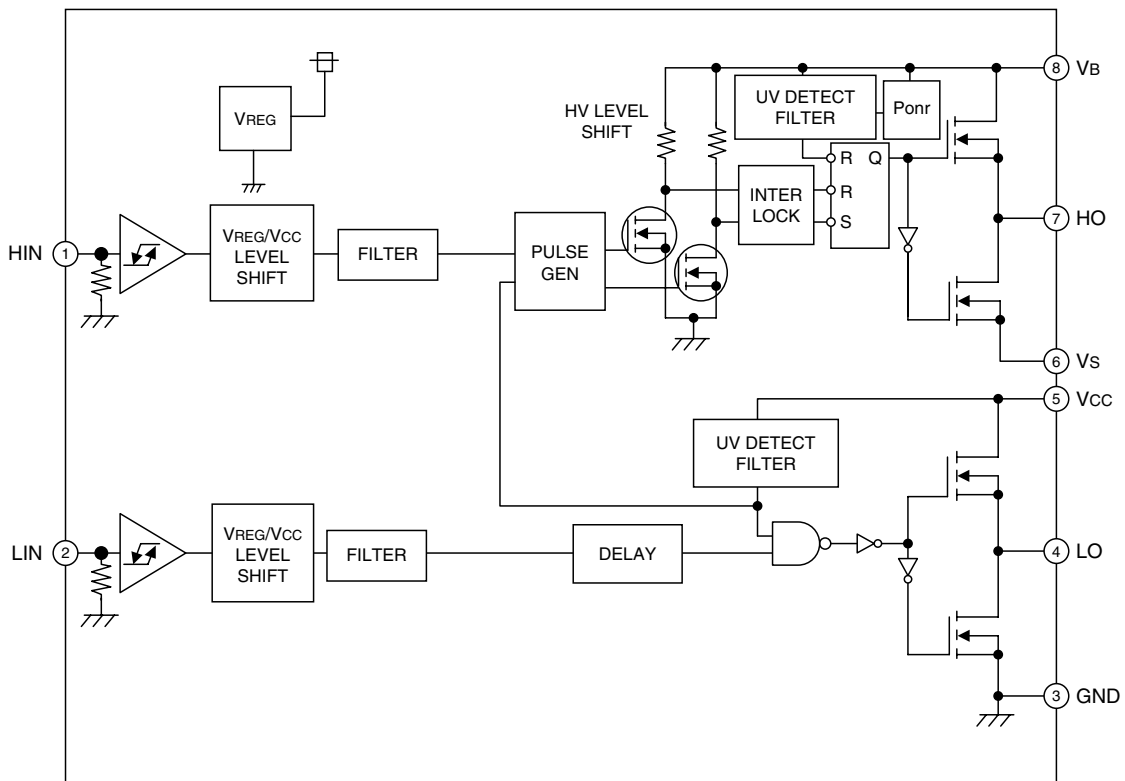 8
VB
VREG
HV LEVEL
SHIFT
UV DETECT
FILTER
Ponr
R
Q
R
S
INTER
LOCK
7
HO
HIN
1
VREG/VCC
LEVEL
SHIFT
FILTER
PULSE
GEN
6
VS
5
VCC
UV DETECT
FILTER
LIN
2
VREG/VCC
LEVEL
SHIFT
FILTER
DELAY
4
LO
3
GND